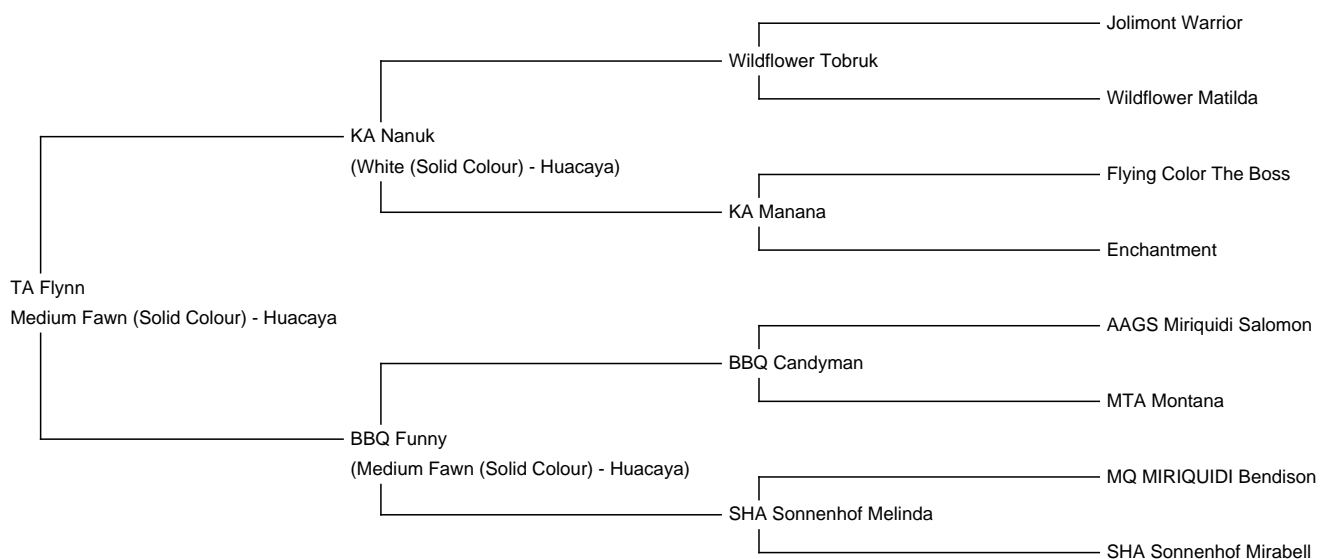 Jolimont Warrior
Wildflower Tobruk
Wildflower Matilda
KA Nanuk
(White (Solid Colour) - Huacaya)
Flying Color The Boss
KA Manana
Enchantment
TA Flynn
Medium Fawn (Solid Colour) - Huacaya
AAGS Miriquidi Salomon
BBQ Candyman
MTA Montana
BBQ Funny
(Medium Fawn (Solid Colour) - Huacaya)
MQ MIRIQUIDI Bendison
SHA Sonnenhof Melinda
SHA Sonnenhof Mirabell